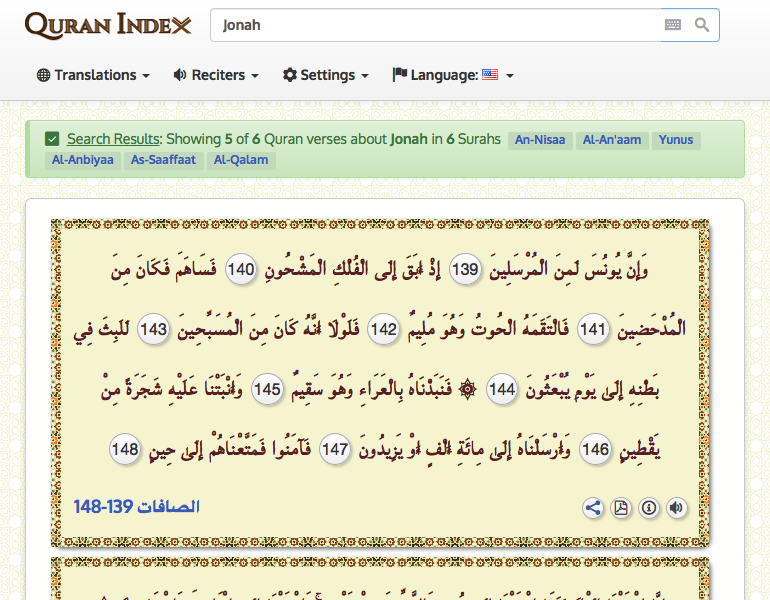 QURAN INDEX
Jonah
Translations Reciters Settings Language:
Search Results: Showing 5 of 6 Quran verses about Jonah in 6 Surahs An-Nisaa Al-An'aam Yunus
Al-Anbiyaa As-Saaffaat Al-Qalam
وَإِنَّ يُونُسَ لَمِنَ الْمُرْسَلِينَ 139 إِذْ أَبَقَ إِلَى الْفُلْكِ الْمَشْحُونِ 140 فَسَاهَمَ فَكَانَ مِنَ
الْمُدْحَضِينَ 141 فَالْتَقَمَهُ الْحُوتُ وَهُوَ مُلِيمٌ 142 فَلَوْلَا أَنَّهُ كَانَ مِنَ الْمُسَبِّحِينَ 143 لَلَبِثَ فِي
بَطْنِهِ إِلَىٰ يَوْمِ يُبْعَثُونَ 144 ۞ فَنَبَذْنَاهُ بِالْعَرَاءِ وَهُوَ سَقِيمٌ 145 وَأَنْبَتْنَا عَلَيْهِ شَجَرَةً مِنْ
يَقْطِينٍ 146 وَأَرْسَلْنَاهُ إِلَىٰ مِائَةِ أَلْفٍ أَوْ يَزِيدُونَ 147 فَآمَنُوا فَمَتَّعْنَاهُمْ إِلَىٰ حِينٍ 148
الصافات 139-148